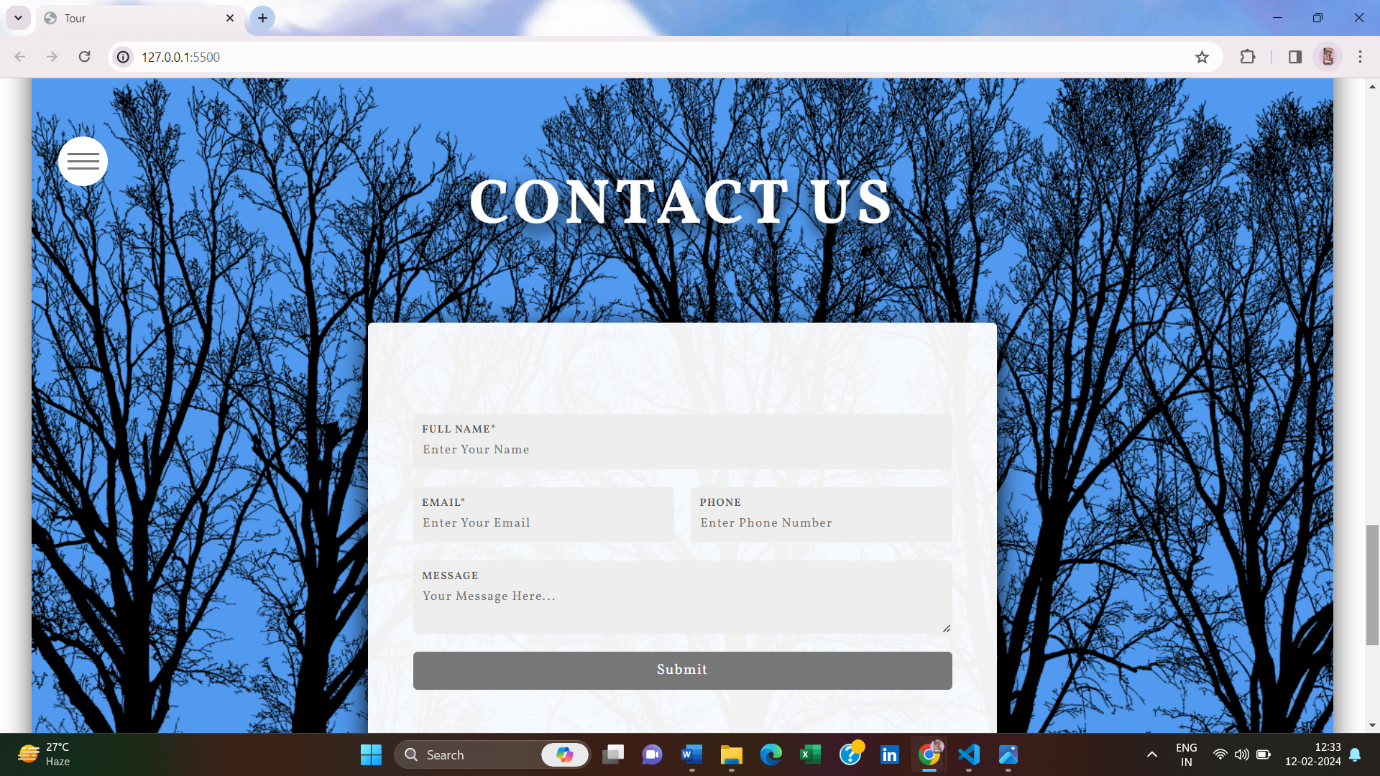 Tour
127.0.0.1:5500
CONTACT US
FULL NAME*
Enter Your Name
EMAIL*
PHONE
Enter Your Email
Enter Phone Number
MESSAGE
Your Message Here...
Submit
27°C
Haze
Search
ENG
IN
12:33
12-02-2024